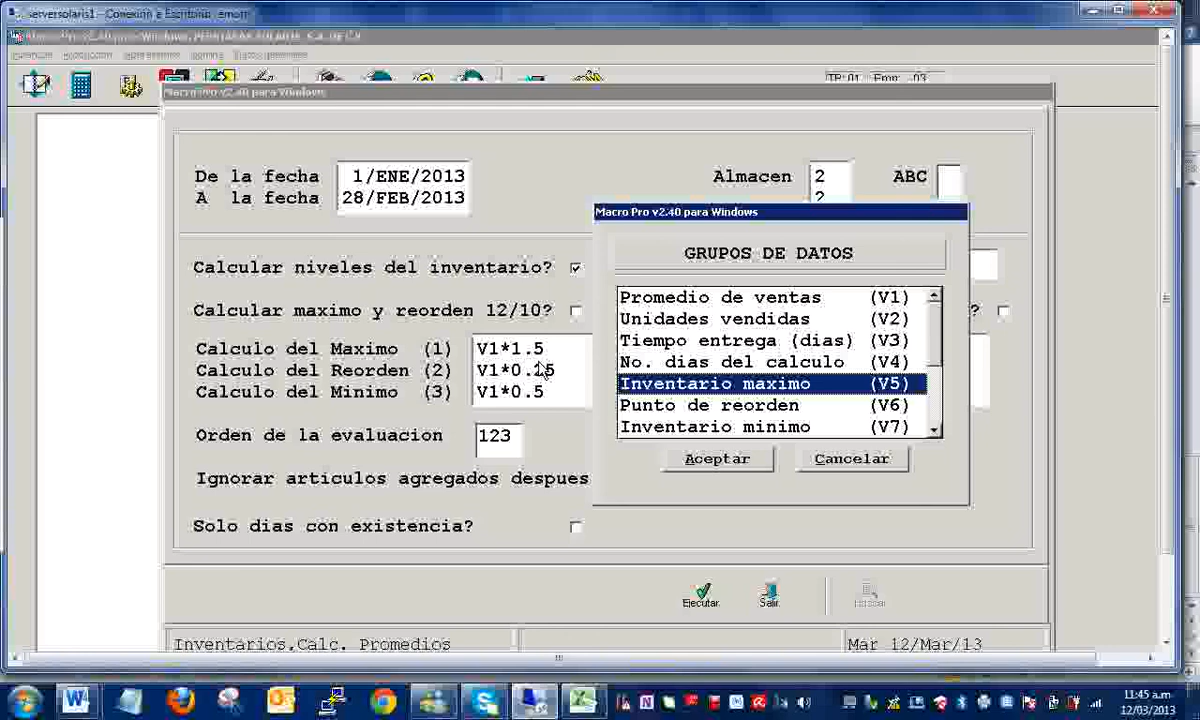 serversolaris1 - Conexión a Escritorio remoto
TR:01 Emp:-03
Macro Pro v2.40 para Windows
De la fecha 1/ENE/2013
A la fecha 28/FEB/2013
Almacen 2
2
ABC
Calcular niveles del inventario?
Calcular maximo y reorden 12/10?
?
Calculo del Maximo (1) V1*1.5
Calculo del Reorden (2) V1*0.15
Calculo del Minimo (3) V1*0.5
Orden de la evaluacion 123
Ignorar articulos agregados despues
Solo dias con existencia?
Macro Pro v2.40 para Windows
GRUPOS DE DATOS
Promedio de ventas (V1)
Unidades vendidas (V2)
Tiempo entrega (dias) (V3)
No. dias del calculo (V4)
Inventario maximo (V5)
Punto de reorden (V6)
Inventario minimo (V7)
Aceptar Cancelar
Ejecutar Salir
Inventarios,Calc. Promedios Mar 12/Mar/13
11:45 a.m.
12/03/2013